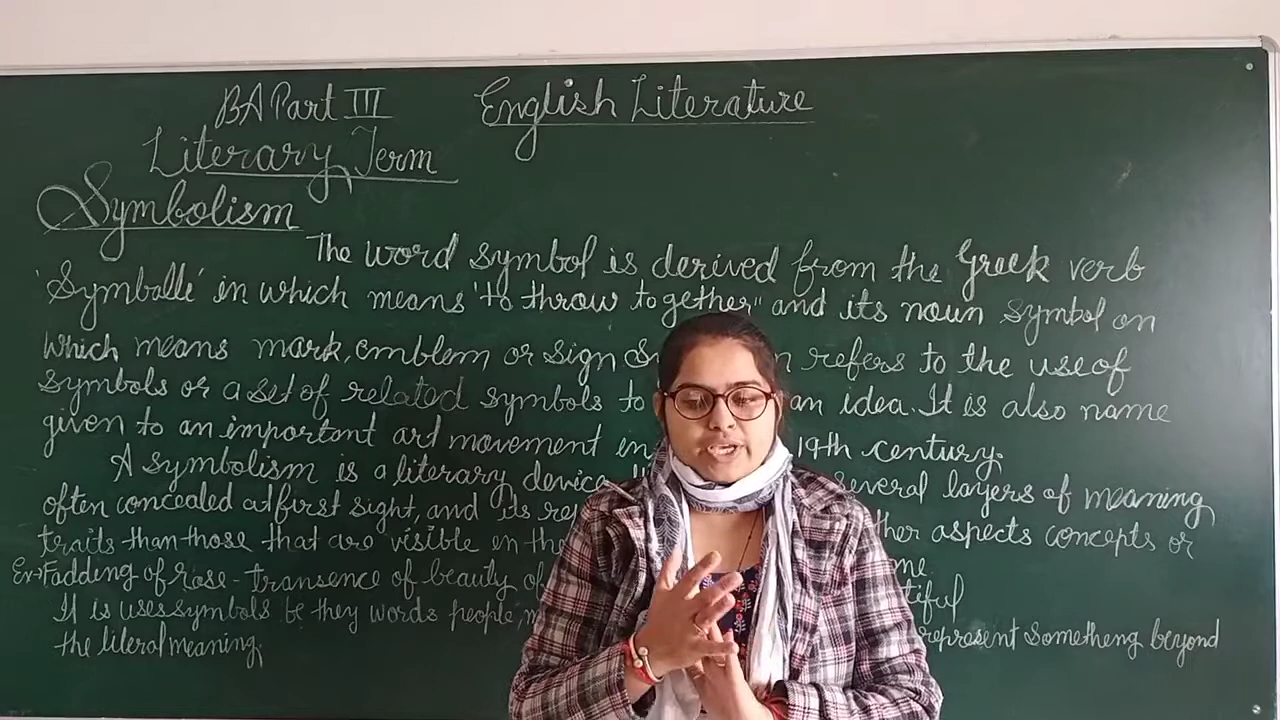 BA Part III English Literature
Literary Term
Symbolism
The word symbol is derived from the Greek verb
'Symballé' in which means "to throw together" and its noun symbol on
which means mark, emblem or sign refers to the use of
symbols or a set of related symbols to an idea. It is also name
given to an important art movement in 19th century.
A symbolism is a literary device several layers of meaning
often concealed at first sight, and its aspects concepts or
traits than those that are visible in the
Ex→ Fadding of rose - transence of beauty of
It is uses symbols be they words people, represent something beyond
the literal meaning.